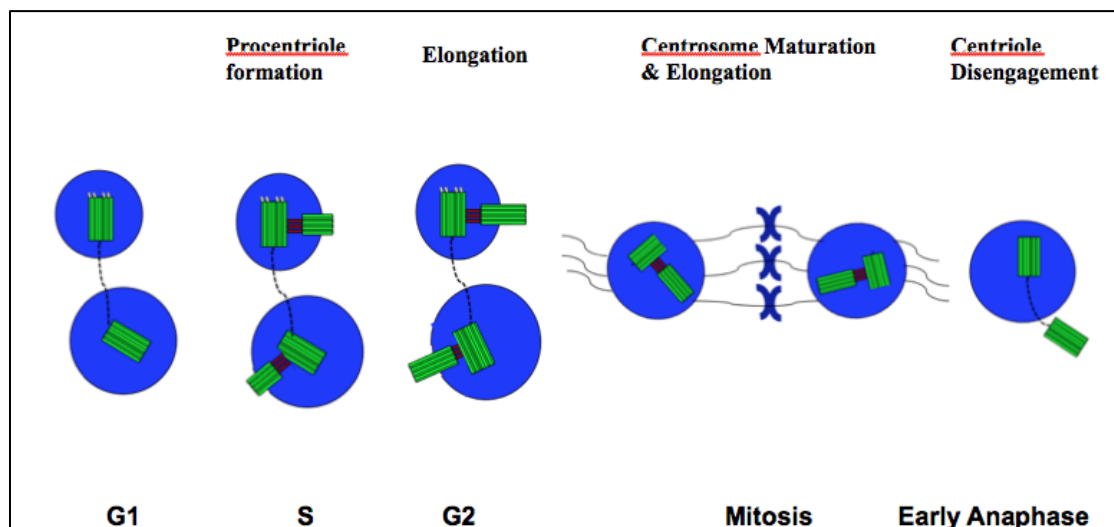 Procentriole
formation
Elongation
Centrosome Maturation
& Elongation
Centriole
Disengagement
G1
S
G2
Mitosis
Early Anaphase